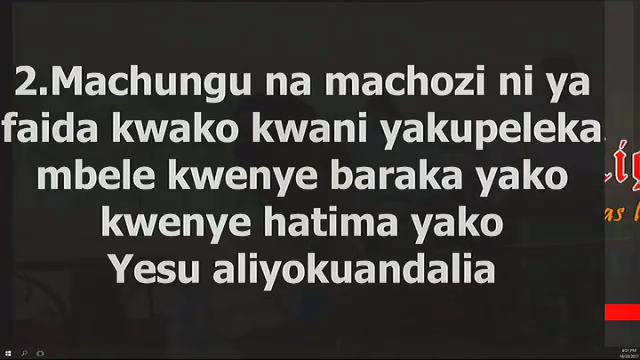 2.Machungu na machozi ni ya
faida kwako kwani yakupeleka
mbele kwenye baraka yako
kwenye hatima yako
Yesu aliyokuandalia